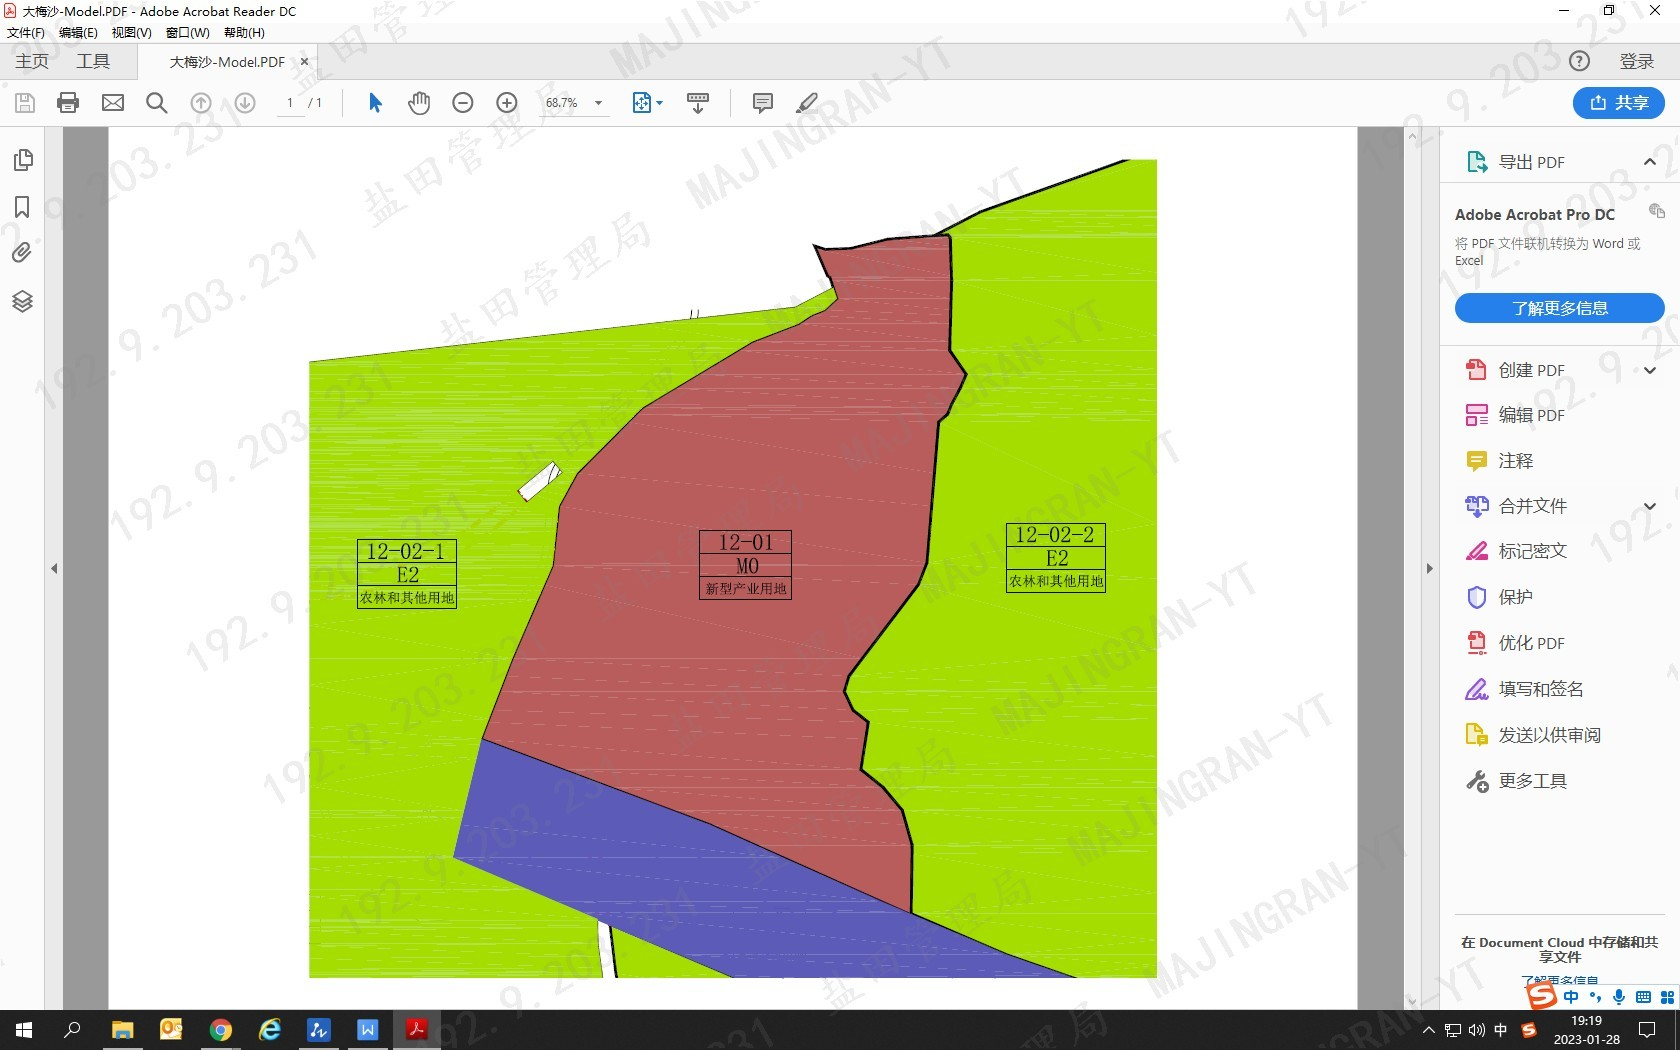 大梅沙-Model.PDF - Adobe Acrobat Reader DC
文件(F) 编辑(E) 视图(V) 窗口(W) 帮助(H)
主页 工具 大梅沙-Model.PDF × 登录
1 / 1 68.7% 共享
导出 PDF
Adobe Acrobat Pro DC
将 PDF 文件联机转换为 Word 或
Excel
了解更多信息
创建 PDF
编辑 PDF
注释
合并文件
标记密文
保护
优化 PDF
填写和签名
发送以供审阅
更多工具
在 Document Cloud 中存储和共
享文件
了解更多信息
12-02-1
E2
农林和其他用地
12-01
M0
新型产业用地
12-02-2
E2
农林和其他用地
盐田管理局
MAJINGRAN-YT
192.9.203.231
中
中
19:19
2023-01-28